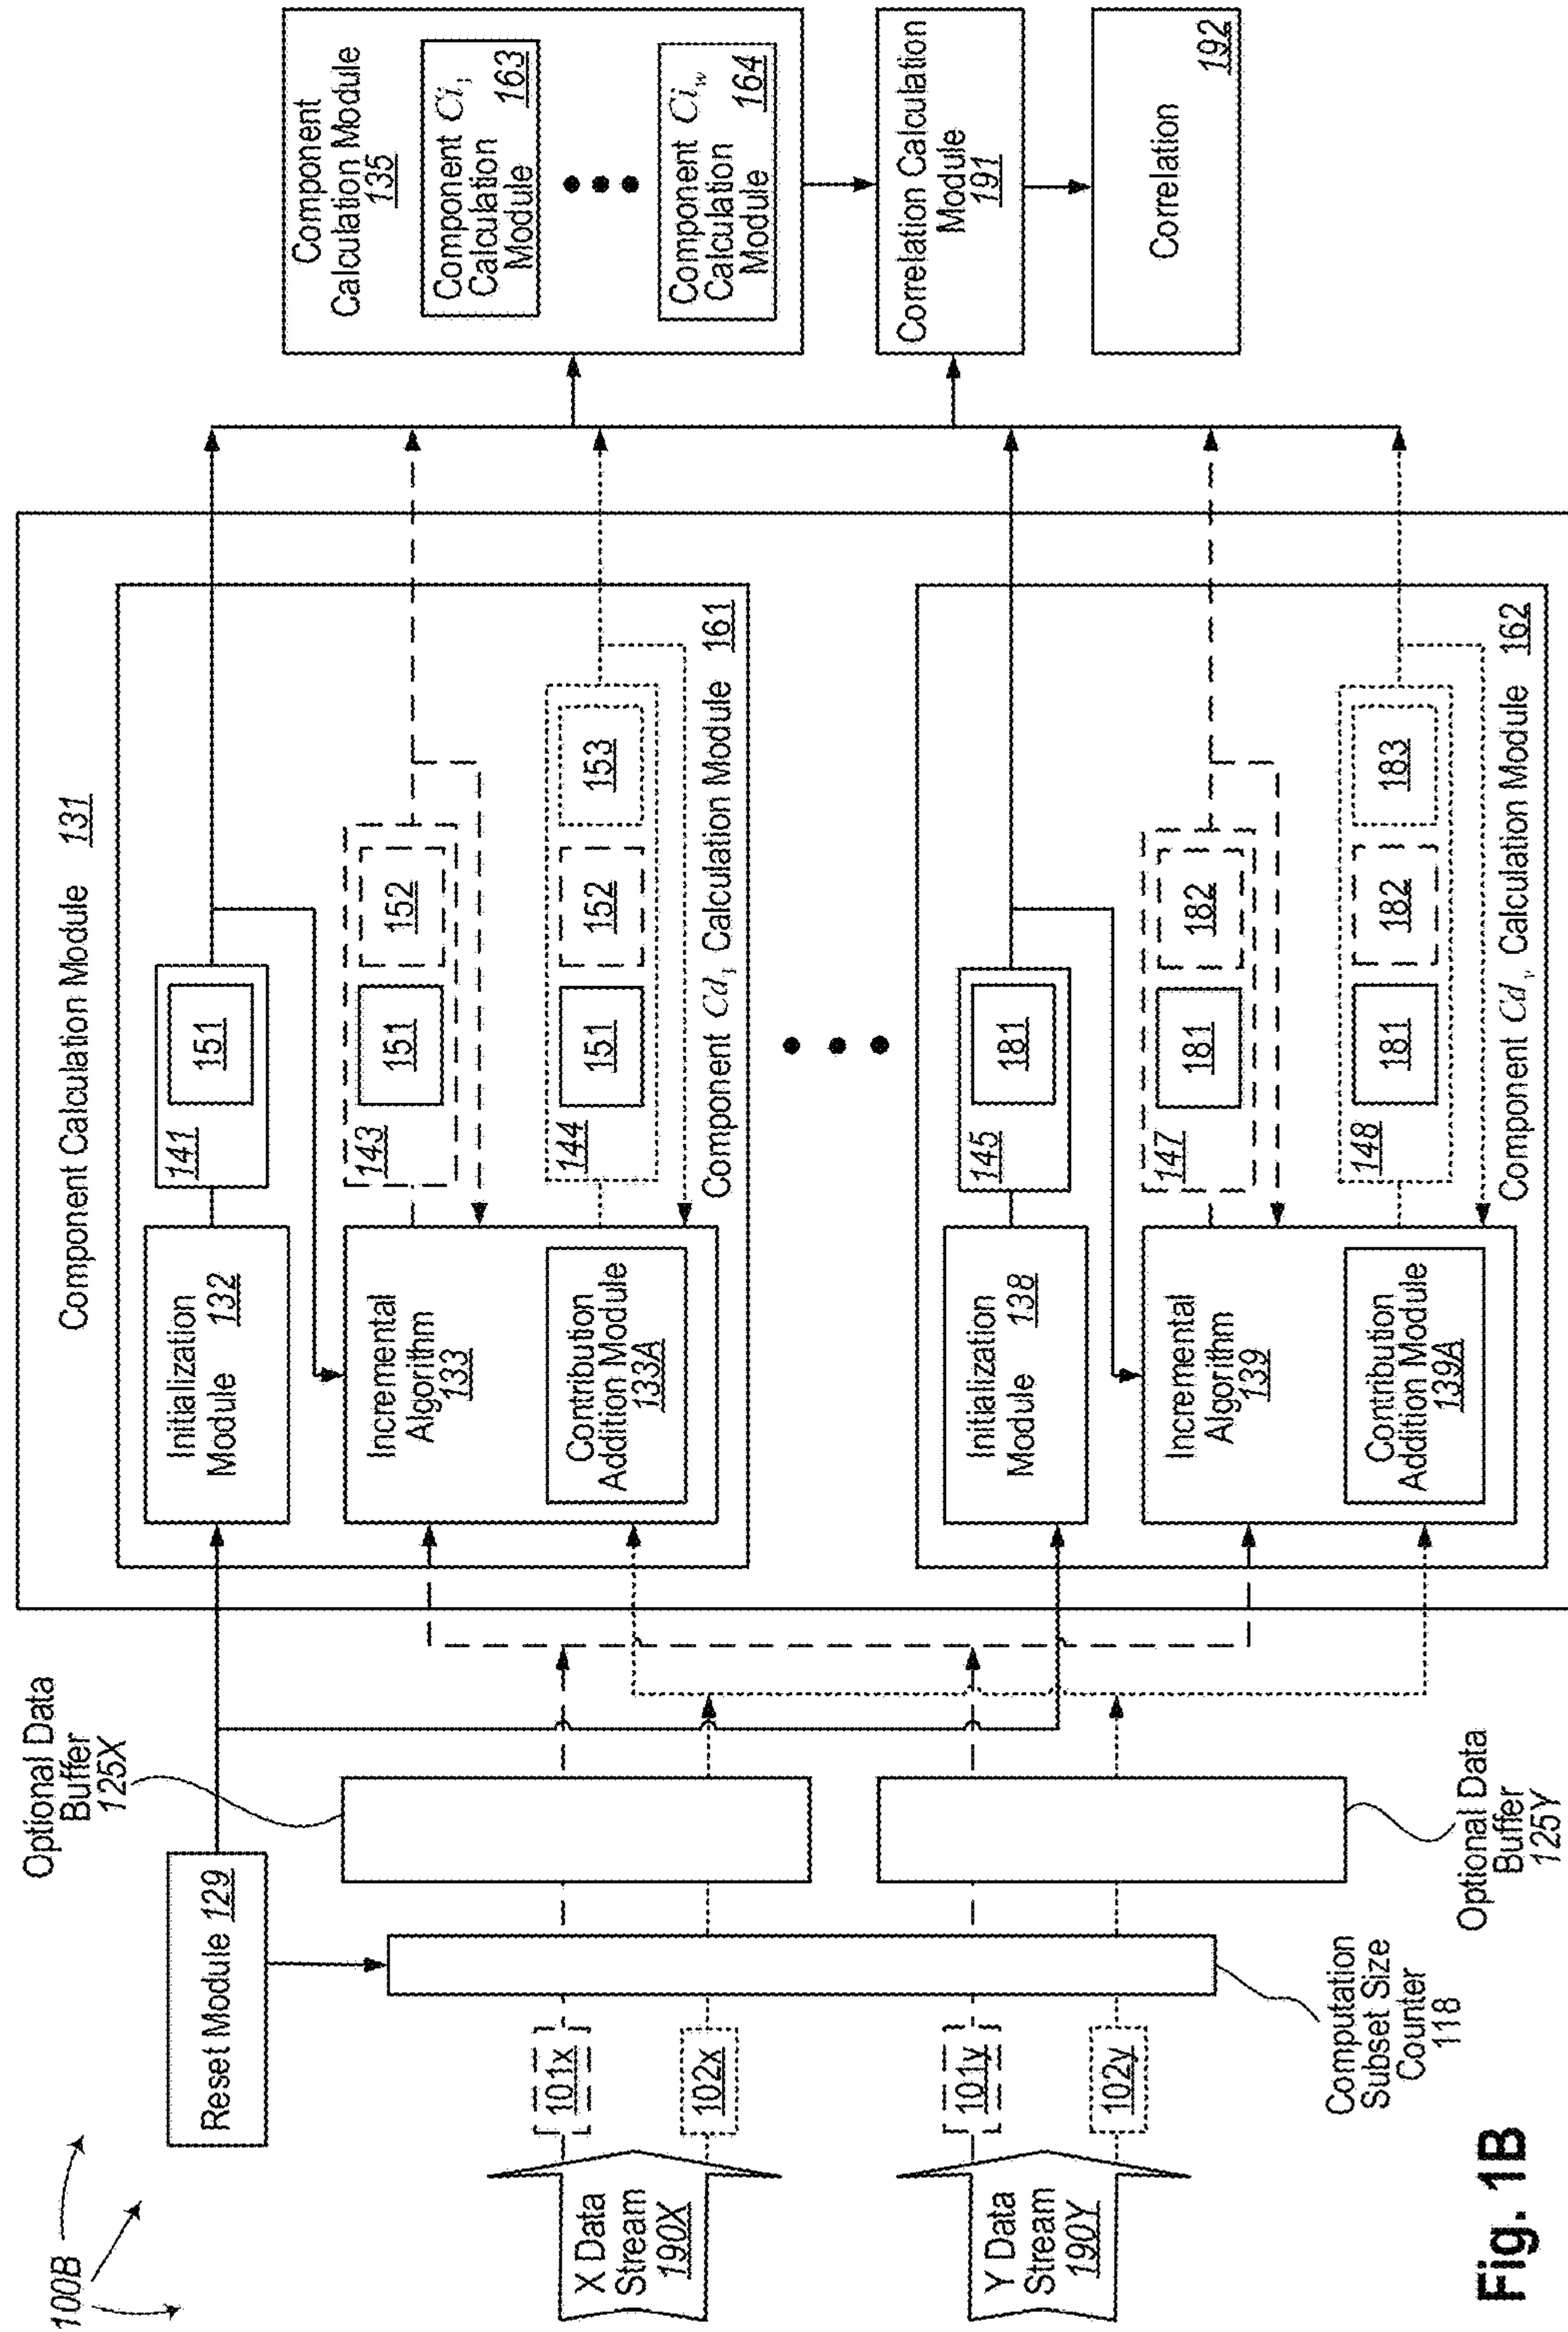 100B
Reset Module 129
Optional Data
Buffer
125X
X Data
Stream
190X
101x
102x
Y Data
Stream
190Y
101y
102y
Computation
Subset Size
Counter
118
Optional Data
Buffer
125Y
Component Calculation Module 131
Initialization
Module 132
141
151
Incremental
Algorithm
133
Contribution
Addition Module
133A
143
151
152
144
151
152
153
Component Cd₁ Calculation Module 161
Initialization
Module 138
145
181
Incremental
Algorithm
139
Contribution
Addition Module
139A
147
181
182
148
181
182
183
Component Cdᵥ Calculation Module 162
Component
Calculation Module
135
Component Ci₁
Calculation
Module 163
Component Ci_w
Calculation
Module 164
Correlation Calculation
Module
191
Correlation
192
Fig. 1B